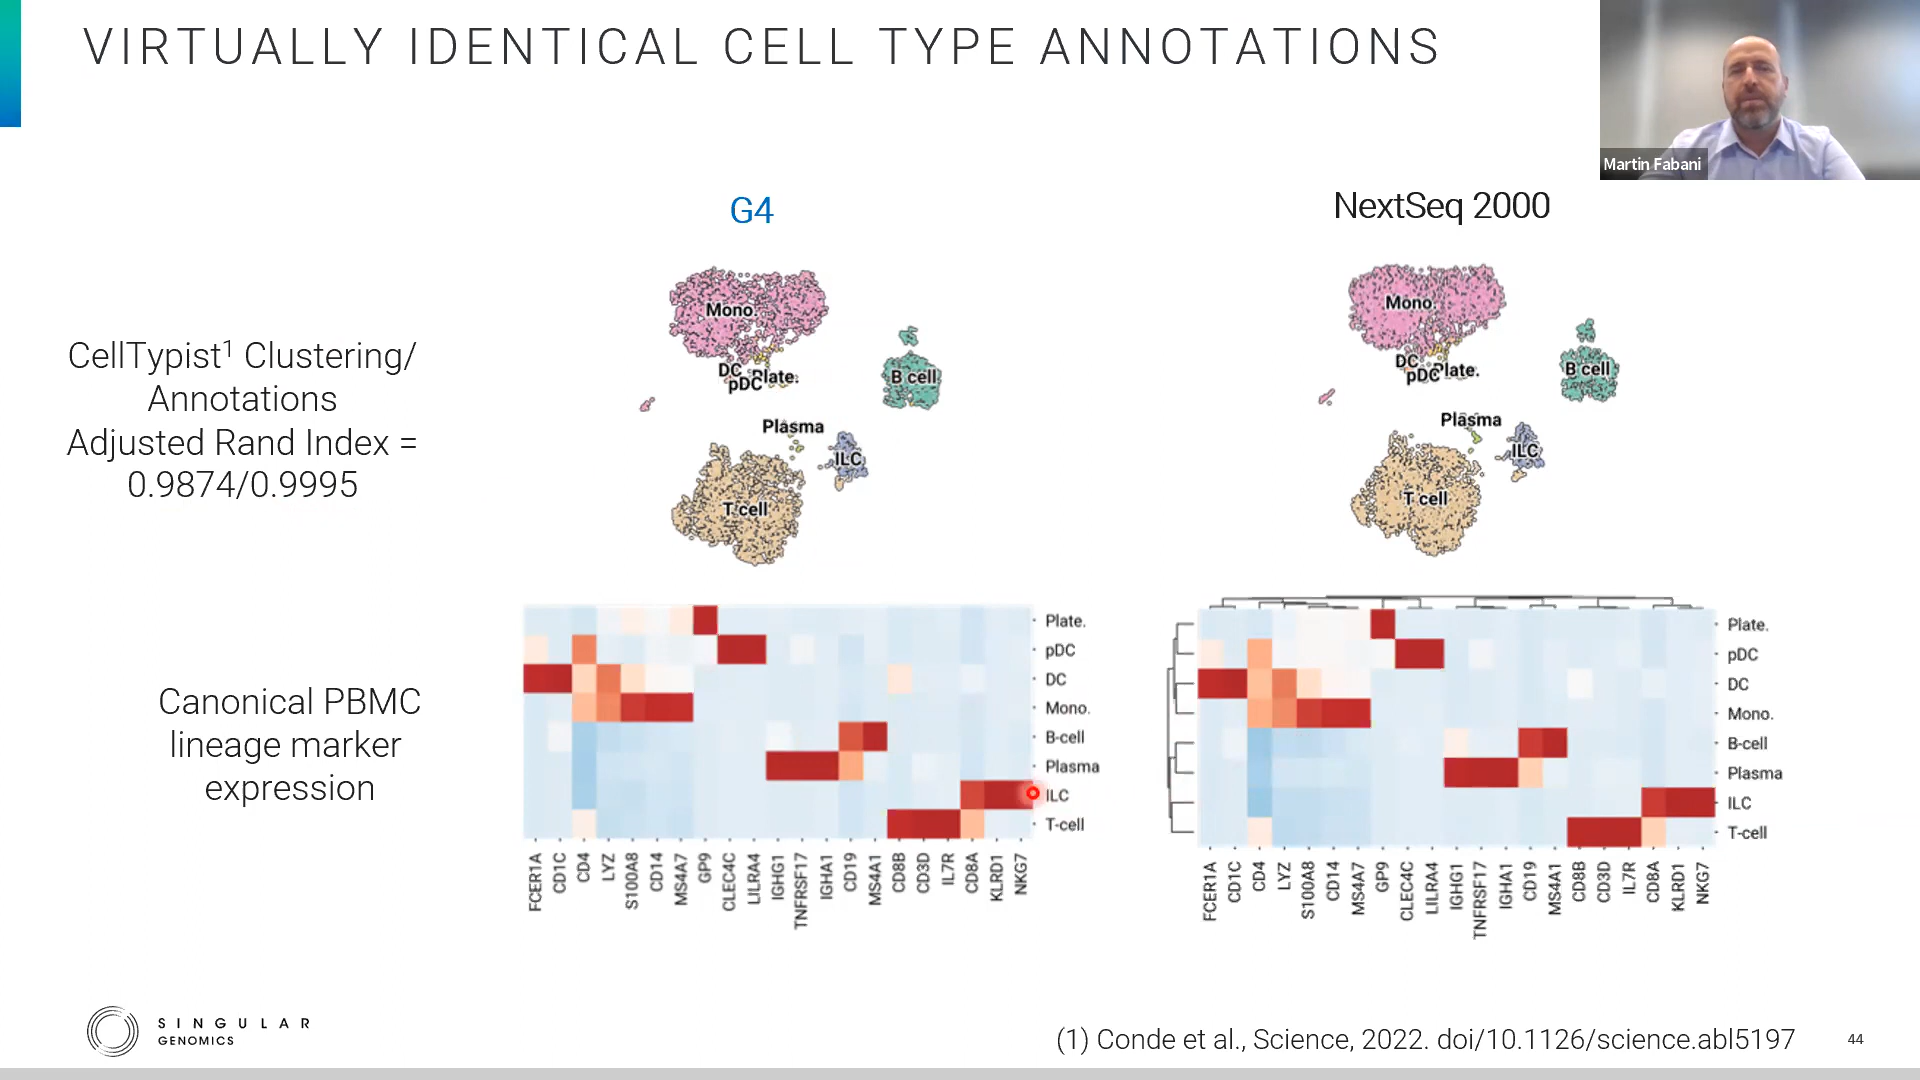 VIRTUALLY IDENTICAL CELL TYPE ANNOTATIONS
Martin Fabani
G4
NextSeq 2000
CellTypist1 Clustering/
Annotations
Adjusted Rand Index =
0.9874/0.9995
Mono.
DC
Plate.
pDC
B cell
Plasma
ILC
T cell
Mono.
DC
Plate.
pDC
B cell
Plasma
ILC
T cell
Canonical PBMC
lineage marker
expression
Plate.
pDC
DC
Mono.
B-cell
Plasma
ILC
T-cell
FCER1A
CD1C
CD4
LYZ
S100A8
CD14
MS4A7
GP9
CLEC4C
LILRA4
IGHG1
TNFRSF17
IGHA1
CD19
MS4A1
CD8B
CD3D
IL7R
CD8A
KLRD1
NKG7
Plate.
pDC
DC
Mono.
B-cell
Plasma
ILC
T-cell
FCER1A
CD1C
CD4
LYZ
S100A8
CD14
MS4A7
GP9
CLEC4C
LILRA4
IGHG1
TNFRSF17
IGHA1
CD19
MS4A1
CD8B
CD3D
IL7R
CD8A
KLRD1
NKG7
SINGULAR
GENOMICS
(1) Conde et al., Science, 2022. doi/10.1126/science.abl5197
44